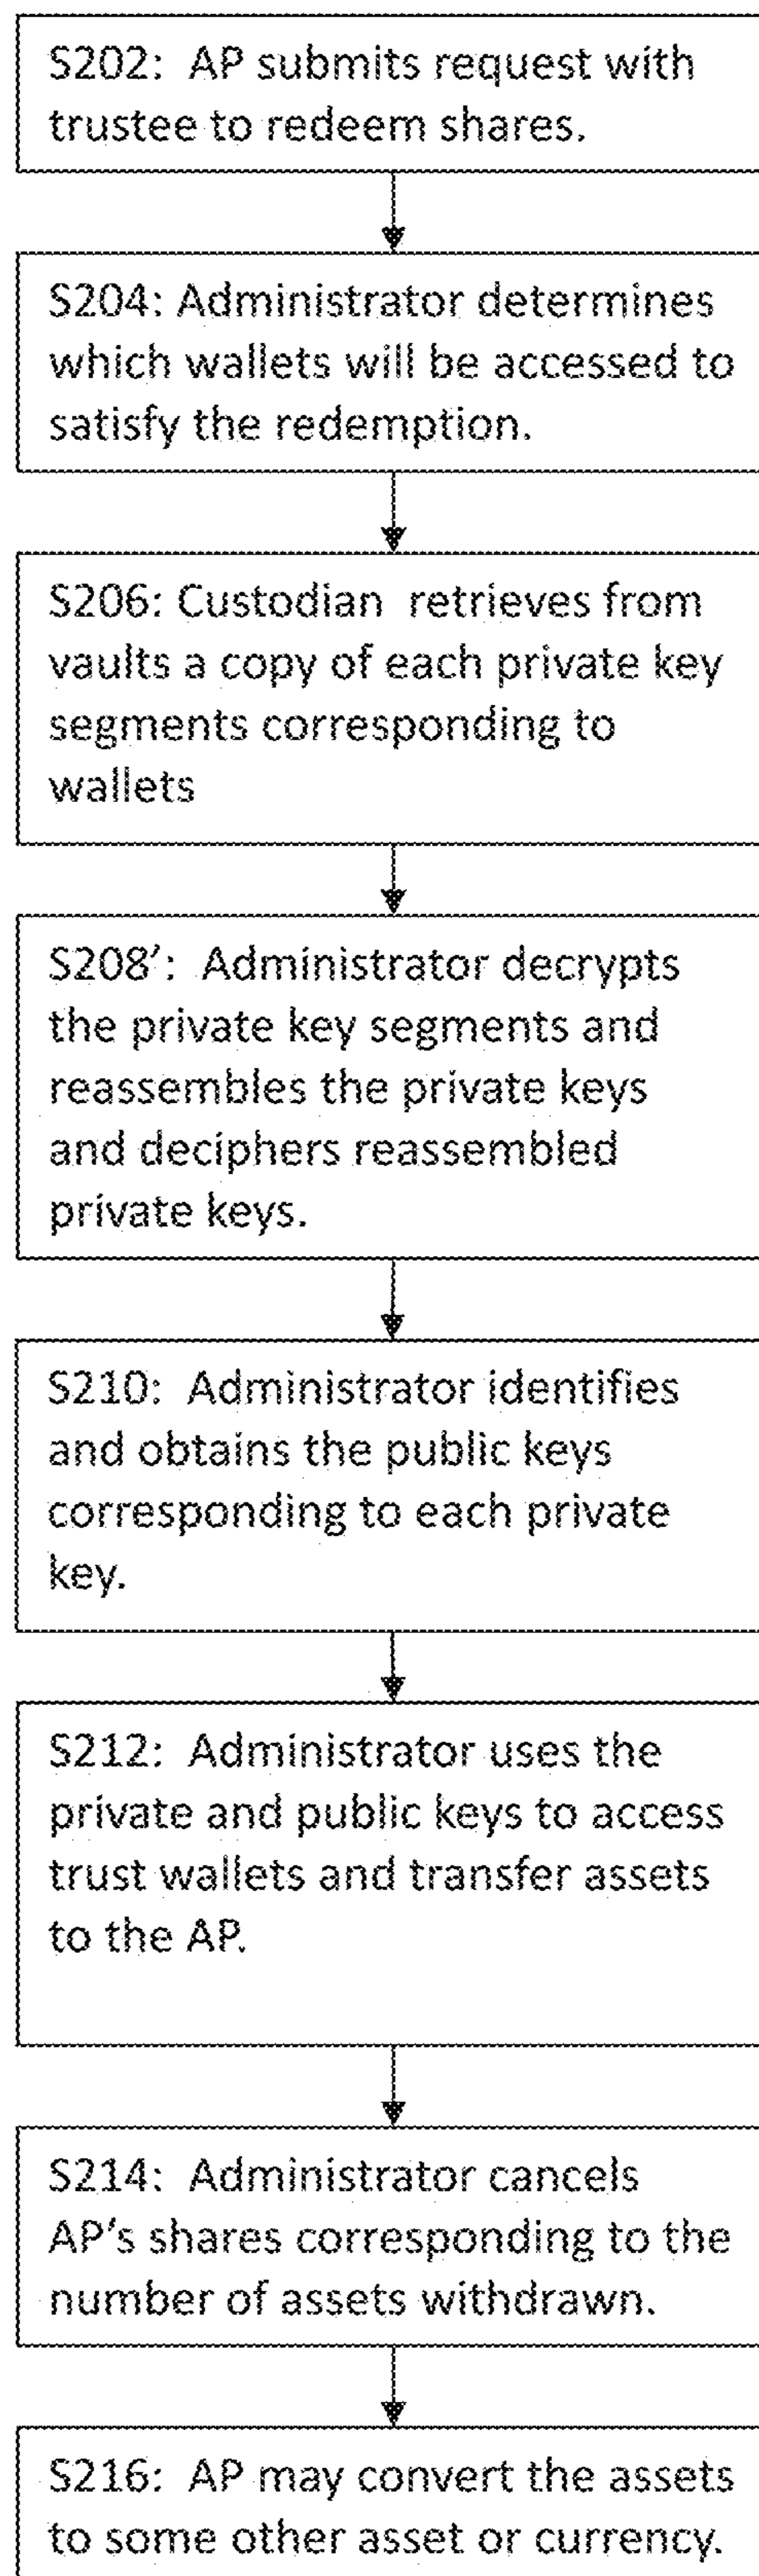 S202: AP submits request with
trustee to redeem shares.
S204: Administrator determines
which wallets will be accessed to
satisfy the redemption.
S206: Custodian retrieves from
vaults a copy of each private key
segments corresponding to
wallets
S208': Administrator decrypts
the private key segments and
reassembles the private keys
and deciphers reassembled
private keys.
S210: Administrator identifies
and obtains the public keys
corresponding to each private
key.
S212: Administrator uses the
private and public keys to access
trust wallets and transfer assets
to the AP.
S214: Administrator cancels
AP's shares corresponding to the
number of assets withdrawn.
S216: AP may convert the assets
to some other asset or currency.